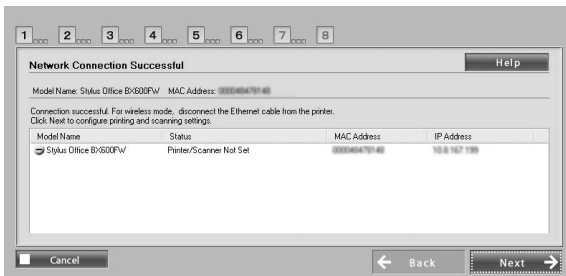 1 2 3 4 5 6 7 8
Network Connection Successful
Help
Model Name: Stylus Office BX600FW MAC Address:
Connection successful. For wireless mode, disconnect the Ethernet cable from the printer.
Click Next to configure printing and scanning settings.
Model Name Status MAC Address IP Address
Stylus Office BX600FW Printer/Scanner Not Set
Cancel
Back
Next